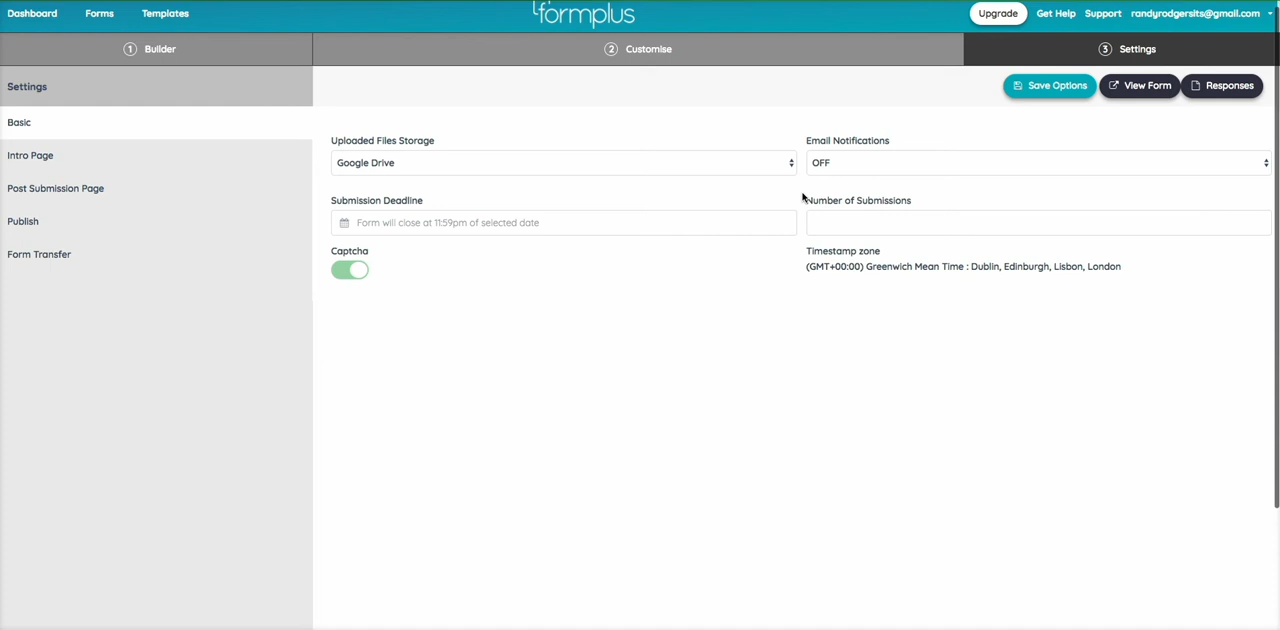 Dashboard Forms Templates formplus Upgrade Get Help Support randyrodgersits@gmail.com
1 Builder 2 Customise 3 Settings
Settings Save Options View Form Responses
Basic
Intro Page
Post Submission Page
Publish
Form Transfer
Uploaded Files Storage Email Notifications
Google Drive OFF
Submission Deadline Number of Submissions
Form will close at 11:59pm of selected date
Captcha Timestamp zone
(GMT+00:00) Greenwich Mean Time : Dublin, Edinburgh, Lisbon, London